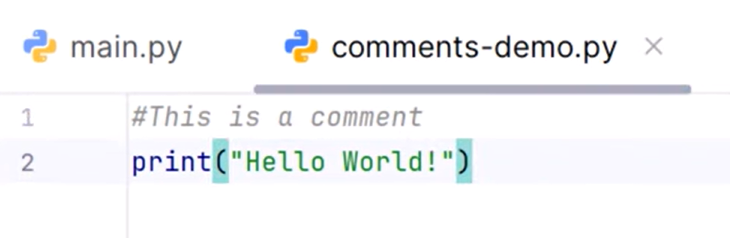 main.py comments-demo.py
1 #This is a comment
2 print("Hello World!")